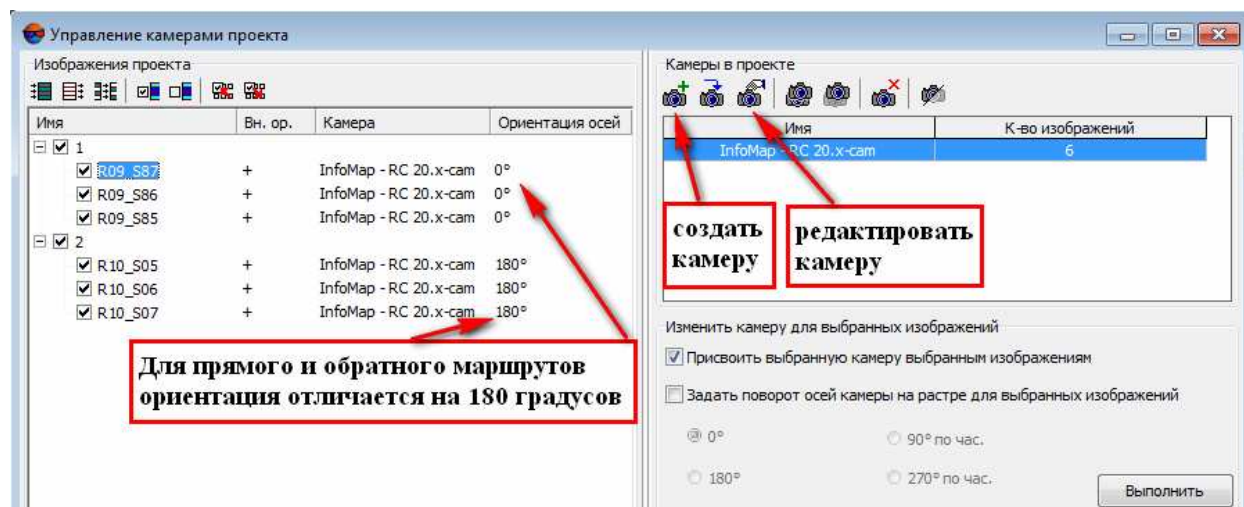 Управление камерами проекта
Изображения проекта
Имя Вн. ор. Камера Ориентация осей
1
R09_S87 + InfoMap - RC 20.x-cam 0°
R09_S86 + InfoMap - RC 20.x-cam 0°
R09_S85 + InfoMap - RC 20.x-cam 0°
2
R10_S05 + InfoMap - RC 20.x-cam 180°
R10_S06 + InfoMap - RC 20.x-cam 180°
R10_S07 + InfoMap - RC 20.x-cam 180°
Для прямого и обратного маршрутов
ориентация отличается на 180 градусов
Камеры в проекте
Имя К-во изображений
InfoMap - RC 20.x-cam 6
создать
камеру
редактировать
камеру
Изменить камеру для выбранных изображений
Присвоить выбранную камеру выбранным изображениям
Задать поворот осей камеры на растре для выбранных изображений
0° 90° по час.
180° 270° по час.
Выполнить